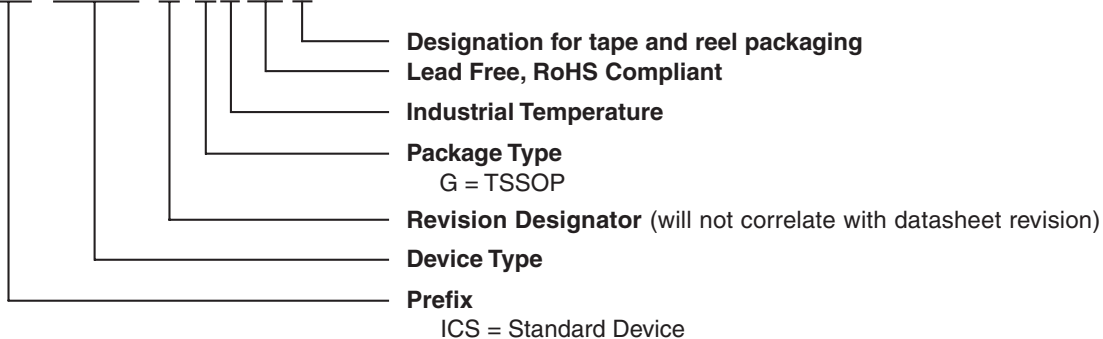 Designation for tape and reel packaging
Lead Free, RoHS Compliant
Industrial Temperature
Package Type
G = TSSOP
Revision Designator (will not correlate with datasheet revision)
Device Type
Prefix
ICS = Standard Device